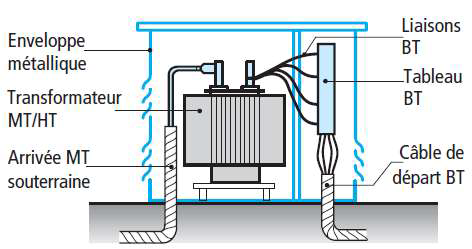 Enveloppe
métallique
Transformateur
MT/HT
Arrivée MT
souterraine
Liaisons
BT
Tableau
BT
Câble de
départ BT